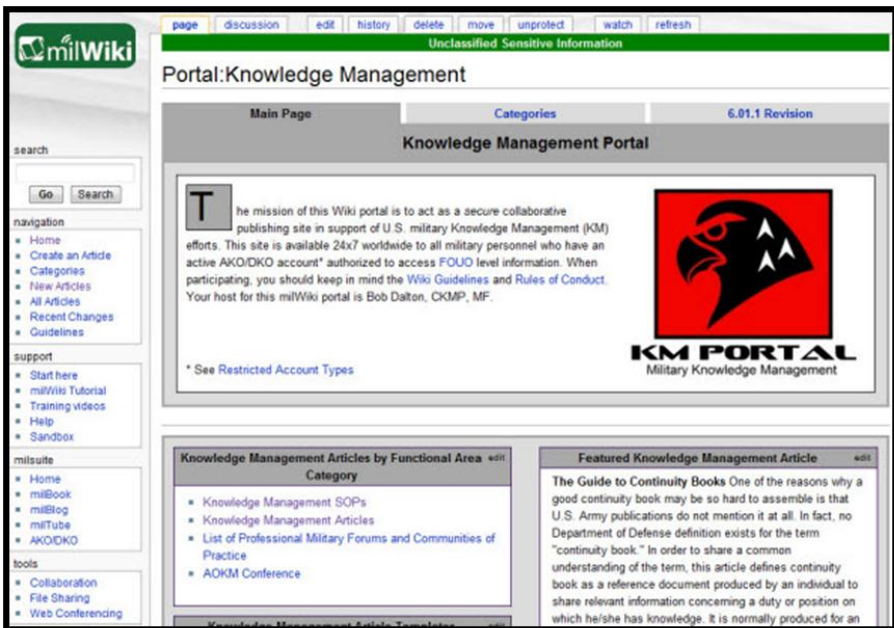 milWiki
page discussion edit history delete move unprotect watch refresh
Unclassified Sensitive Information
Portal:Knowledge Management
Main Page Categories 6.01.1 Revision
Knowledge Management Portal
The mission of this Wiki portal is to act as a secure collaborative
publishing site in support of U.S. military Knowledge Management (KM)
efforts. This site is available 24x7 worldwide to all military personnel who have an
active AKO/DKO account* authorized to access FOUO level information. When
participating, you should keep in mind the Wiki Guidelines and Rules of Conduct.
Your host for this milWiki portal is Bob Dalton, CKMP, MF.
* See Restricted Account Types
KM PORTAL
Military Knowledge Management
search
Go Search
navigation
Home
Create an Article
Categories
New Articles
All Articles
Recent Changes
Guidelines
support
Start here
milWiki Tutorial
Training videos
Help
Sandbox
milsuite
Home
milBook
milBlog
milTube
AKO/DKO
tools
Collaboration
File Sharing
Web Conferencing
Knowledge Management Articles by Functional Area edit
Category
Knowledge Management SOPs
Knowledge Management Articles
List of Professional Military Forums and Communities of
Practice
AOKM Conference
Knowledge Management Article Templates edit
Featured Knowledge Management Article edit
The Guide to Continuity Books One of the reasons why a
good continuity book may be so hard to assemble is that
U.S. Army publications do not mention it at all. In fact, no
Department of Defense definition exists for the term
"continuity book." In order to share a common
understanding of the term, this article defines continuity
book as a reference document produced by an individual to
share relevant information concerning a duty or position on
which he/she has knowledge. It is normally produced for an